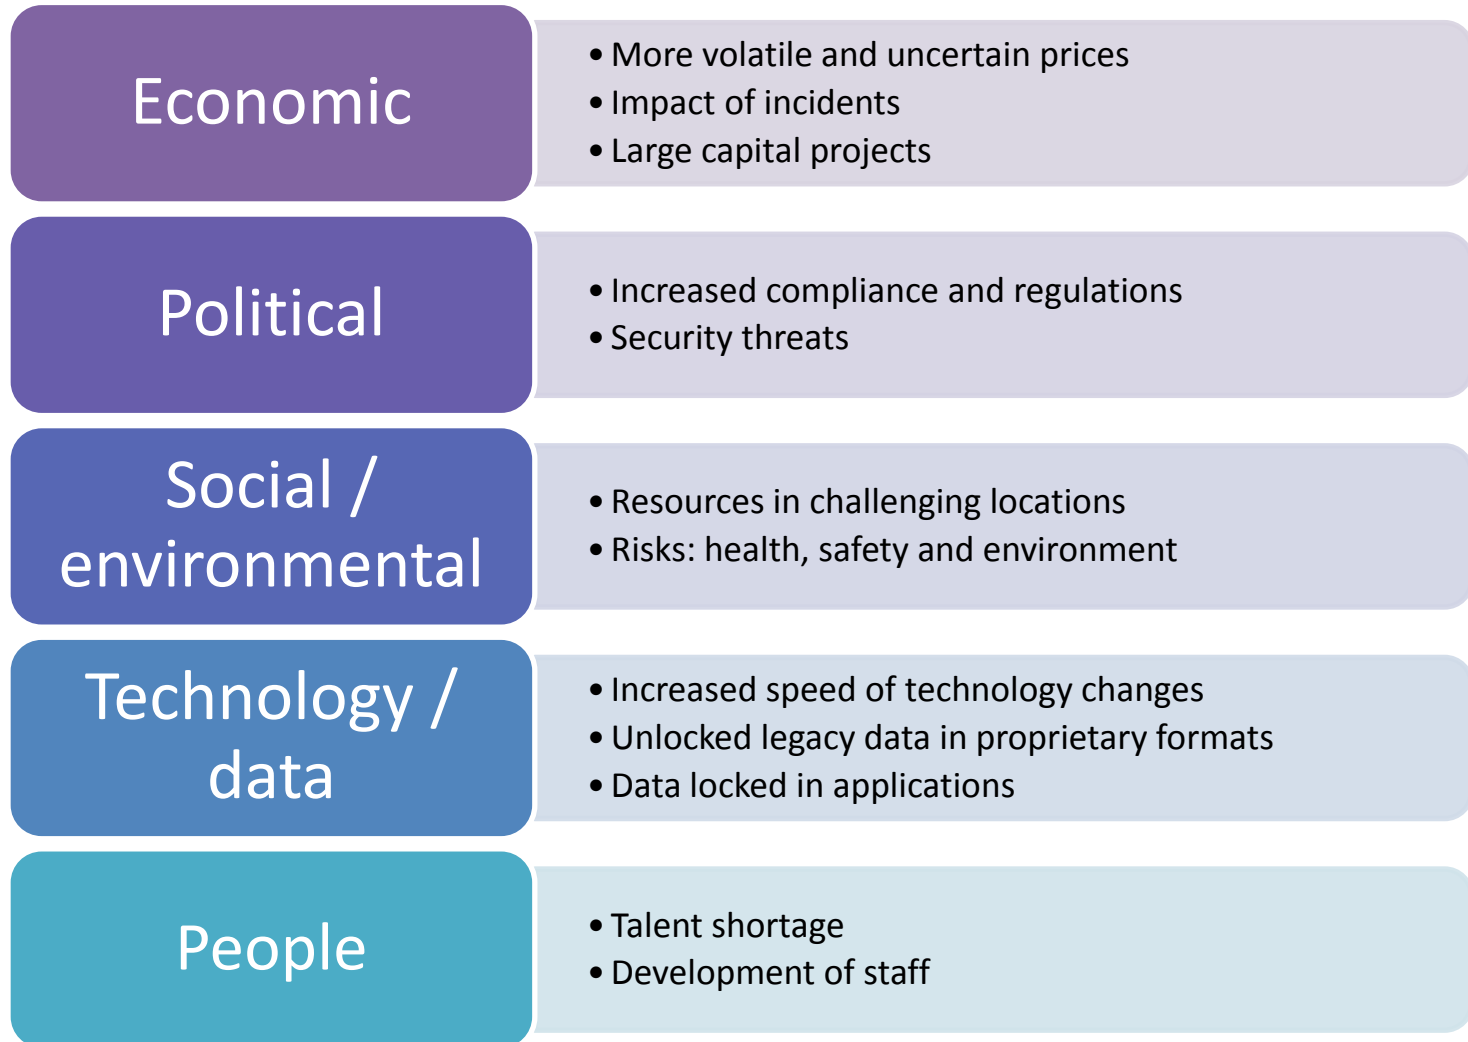 Economic
• More volatile and uncertain prices
• Impact of incidents
• Large capital projects
Political
• Increased compliance and regulations
• Security threats
Social /
environmental
• Resources in challenging locations
• Risks: health, safety and environment
Technology /
data
• Increased speed of technology changes
• Unlocked legacy data in proprietary formats
• Data locked in applications
People
• Talent shortage
• Development of staff